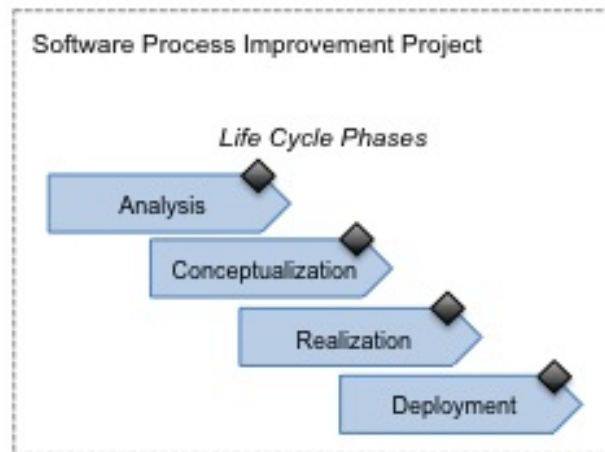 Software Process Improvement Project
Life Cycle Phases
Analysis
Conceptualization
Realization
Deployment